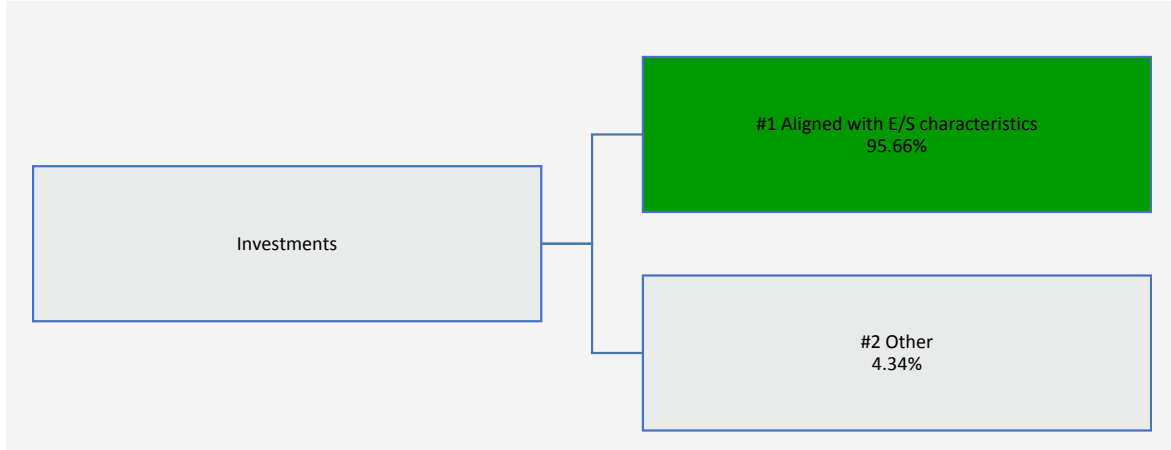 Investments
#1 Aligned with E/S characteristics
95.66%
#2 Other
4.34%